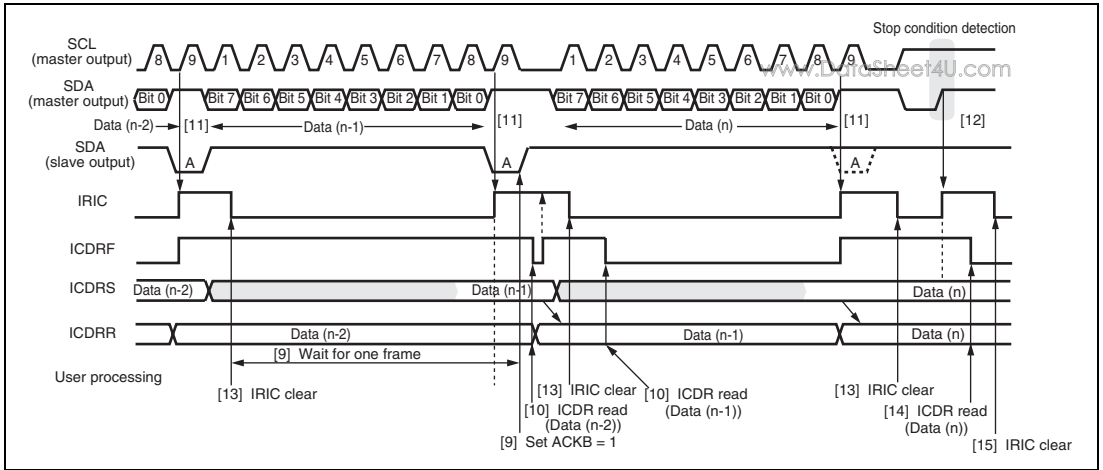 Stop condition detection
SCL
(master output)
8 9 1 2 3 4 5 6 7 8 9 1 2 3 4 5 6 7 8 9
www.DataSheet4U.com
SDA
(master output)
Bit 0 Bit 7 Bit 6 Bit 5 Bit 4 Bit 3 Bit 2 Bit 1 Bit 0 Bit 7 Bit 6 Bit 5 Bit 4 Bit 3 Bit 2 Bit 1 Bit 0
Data (n-2) [11] Data (n-1) [11] Data (n) [11] [12]
SDA
(slave output)
A A A
IRIC
ICDRF
ICDRS
Data (n-2) Data (n-1) Data (n)
ICDRR
Data (n-2) Data (n-1) Data (n)
[9] Wait for one frame
User processing
[13] IRIC clear
[13] IRIC clear
[10] ICDR read
(Data (n-1))
[13] IRIC clear
[10] ICDR read
(Data (n-2))
[14] ICDR read
(Data (n))
[9] Set ACKB = 1
[15] IRIC clear